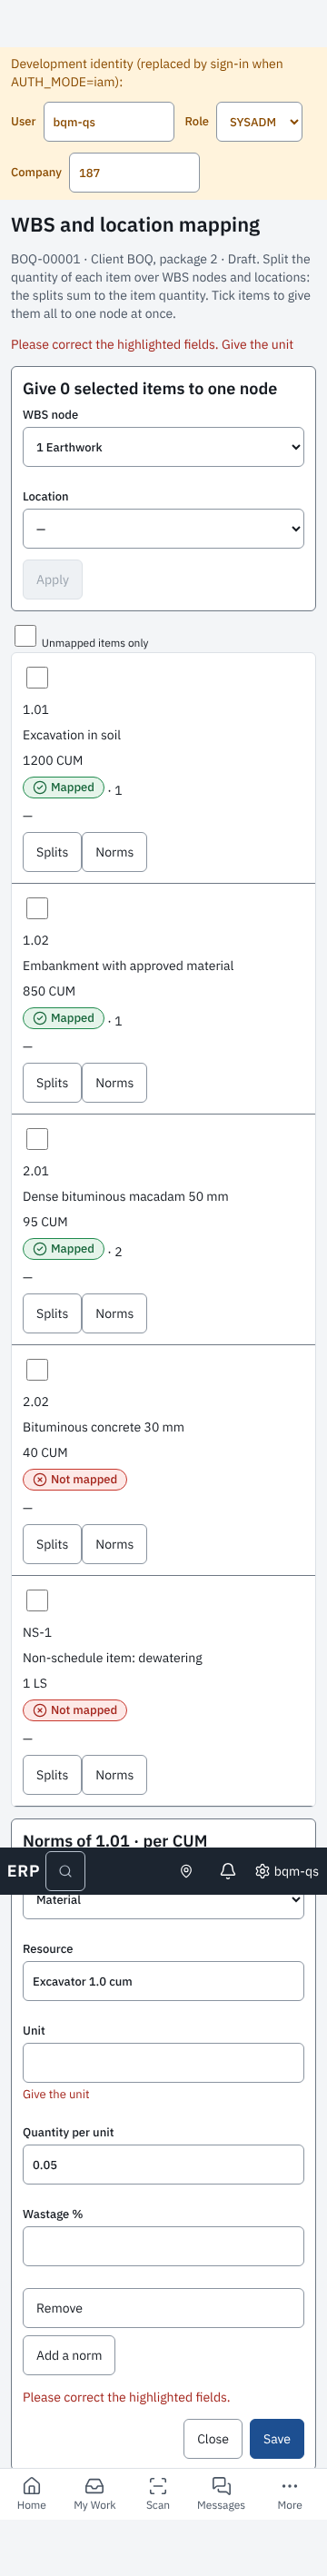 Development identity (replaced by sign-in when
AUTH_MODE=iam):
User bqm-qs Role SYSADM
Company 187
WBS and location mapping
BOQ-00001 · Client BOQ, package 2 · Draft. Split the
quantity of each item over WBS nodes and locations:
the splits sum to the item quantity. Tick items to give
them all to one node at once.
Please correct the highlighted fields. Give the unit
Give 0 selected items to one node
WBS node
1 Earthwork
Location
—
Apply
Unmapped items only
1.01
Excavation in soil
1200 CUM
Mapped · 1
—
Splits Norms
1.02
Embankment with approved material
850 CUM
Mapped · 1
—
Splits Norms
2.01
Dense bituminous macadam 50 mm
95 CUM
Mapped · 2
—
Splits Norms
2.02
Bituminous concrete 30 mm
40 CUM
Not mapped
—
Splits Norms
NS-1
Non-schedule item: dewatering
1 LS
Not mapped
—
Splits Norms
Norms of 1.01 · per CUM
ERP bqm-qs
Material
Resource
Excavator 1.0 cum
Unit
Give the unit
Quantity per unit
0.05
Wastage %
Remove
Add a norm
Please correct the highlighted fields.
Close Save
Home My Work Scan Messages More